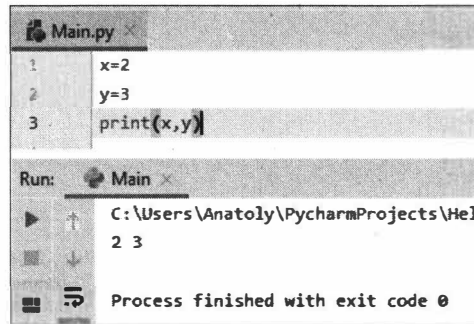 Main.py
1 x=2
2 y=3
3 print(x,y)
Run: Main
C:\Users\Anatoly\PycharmProjects\Hel
2 3
Process finished with exit code 0